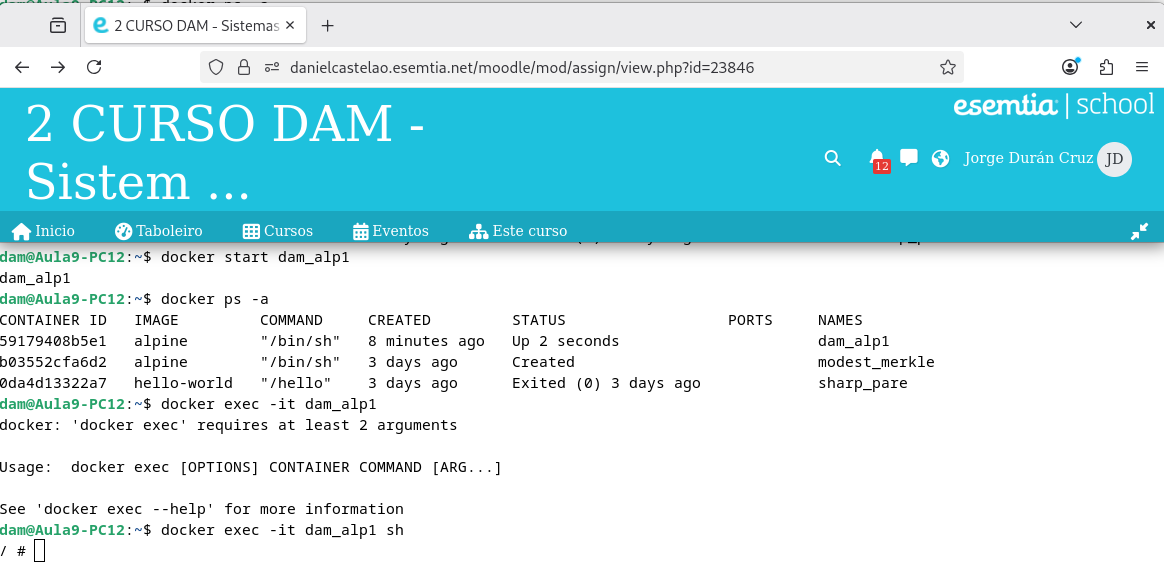 2 CURSO DAM - Sistemas
danielcastelao.esemtia.net/moodle/mod/assign/view.php?id=23846
esemtia | school
2 CURSO DAM -
Sistem ...
12
Jorge Durán Cruz
JD
Inicio
Taboleiro
Cursos
Eventos
Este curso
dam@Aula9-PC12:~$ docker start dam_alp1
dam_alp1
dam@Aula9-PC12:~$ docker ps -a
CONTAINER ID   IMAGE         COMMAND     CREATED         STATUS                  PORTS     NAMES
59179408b5e1   alpine        "/bin/sh"   8 minutes ago   Up 2 seconds                      dam_alp1
b03552cfa6d2   alpine        "/bin/sh"   3 days ago      Created                           modest_merkle
0da4d13322a7   hello-world   "/hello"    3 days ago      Exited (0) 3 days ago             sharp_pare
dam@Aula9-PC12:~$ docker exec -it dam_alp1
docker: 'docker exec' requires at least 2 arguments
Usage:  docker exec [OPTIONS] CONTAINER COMMAND [ARG...]
See 'docker exec --help' for more information
dam@Aula9-PC12:~$ docker exec -it dam_alp1 sh
/ #